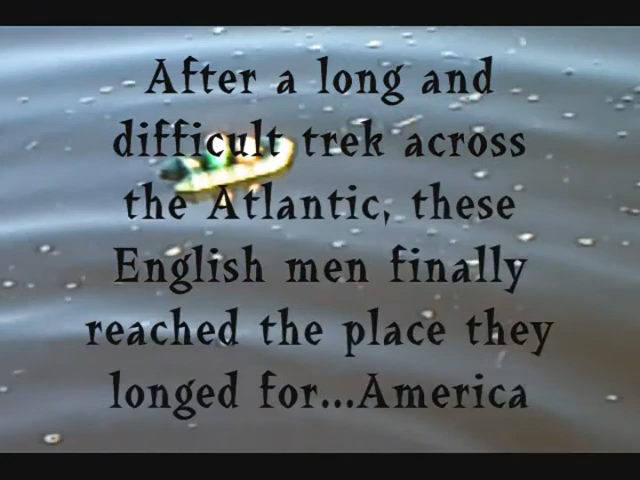 After a long and
difficult trek across
the Atlantic, these
English men finally
reached the place they
longed for...America